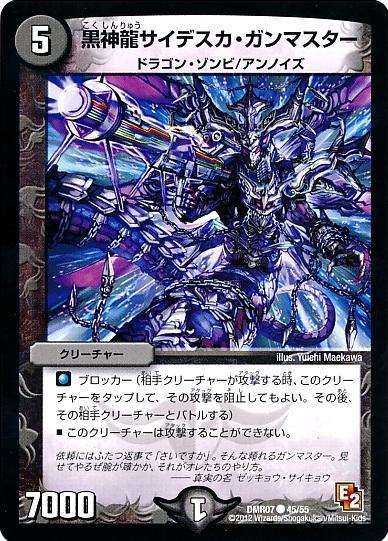 5
こくしんりゅう
黒神龍サイデスカ・ガンマスター
ドラゴン・ゾンビ/アンノイズ
クリーチャー
illus. Yuichi Maekawa
ブロッカー(相手クリーチャーが攻撃する時、このクリ
ーチャーをタップして、その攻撃を阻止してもよい。その後、
その相手クリーチャーとバトルする)
■ このクリーチャーは攻撃することができない。
依頼にはふたつ返事で「さいですか」。そんな頼れるガンマスター。見
せてやるぜ腕が確か、それがオレたちのやり方。
―― 真実の名 ゼッキョウ・サイキョウ
7000
DMR07 45/55
©2012 Wizards/Shogakukan/Mitsui-Kids
E2